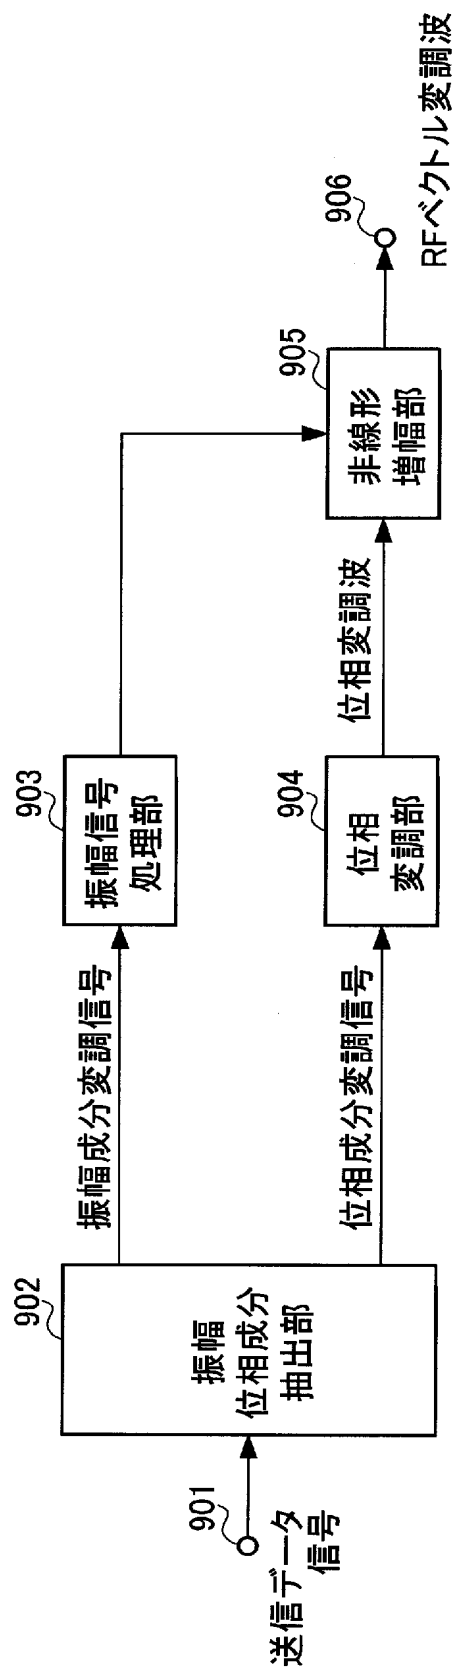 901
送信データ
信号
902
振幅
位相成分
抽出部
振幅成分変調信号
903
振幅信号
処理部
位相成分変調信号
904
位相
変調部
位相変調波
905
非線形
増幅部
906
RFベクトル変調波